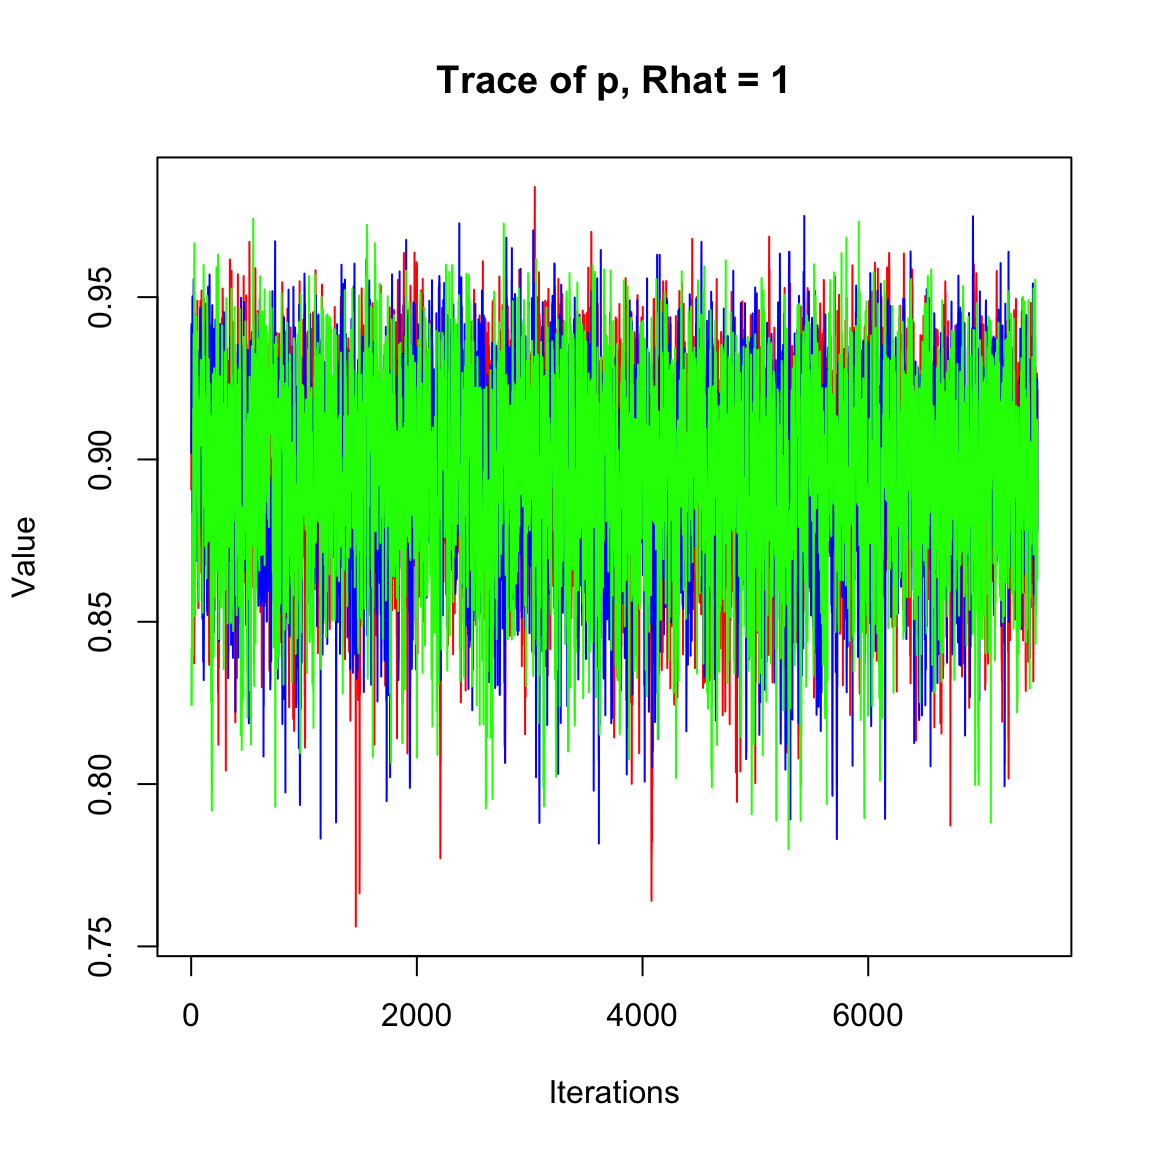 Trace of p, Rhat = 1
Value
0.95
0.90
0.85
0.80
0.75
0 2000 4000 6000
Iterations